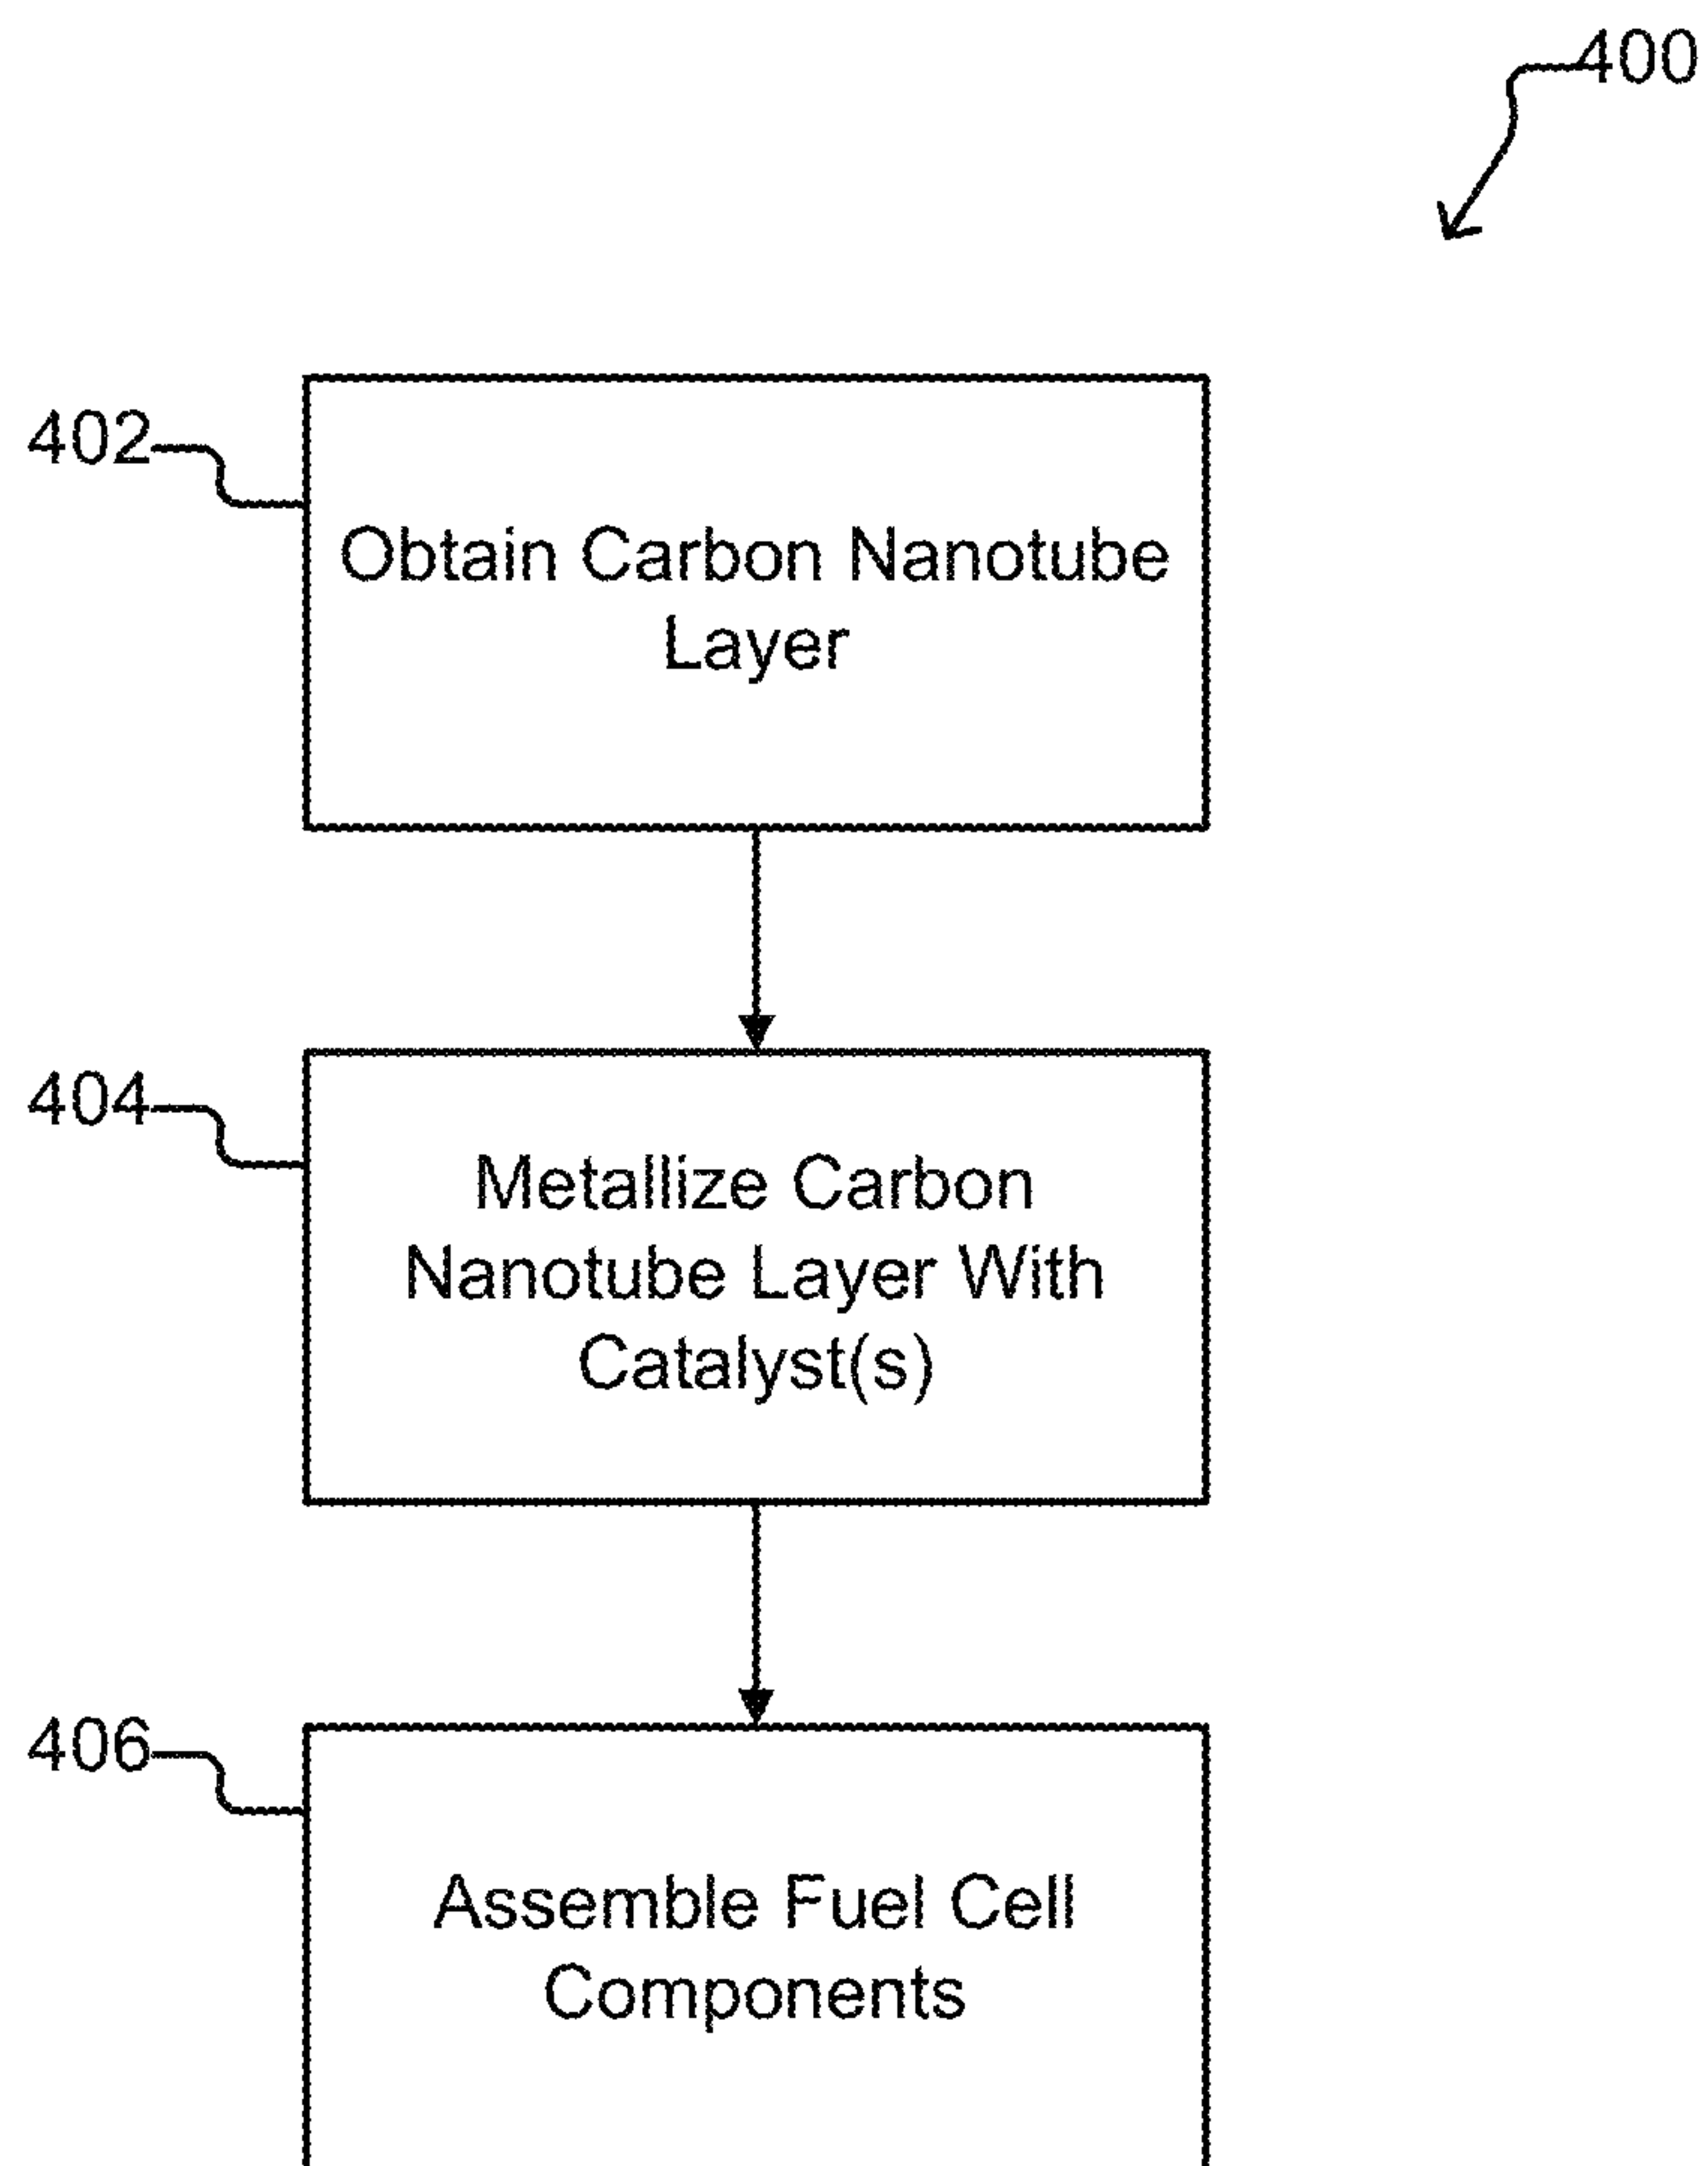 400
402
Obtain Carbon Nanotube
Layer
404
Metallize Carbon
Nanotube Layer With
Catalyst(s)
406
Assemble Fuel Cell
Components